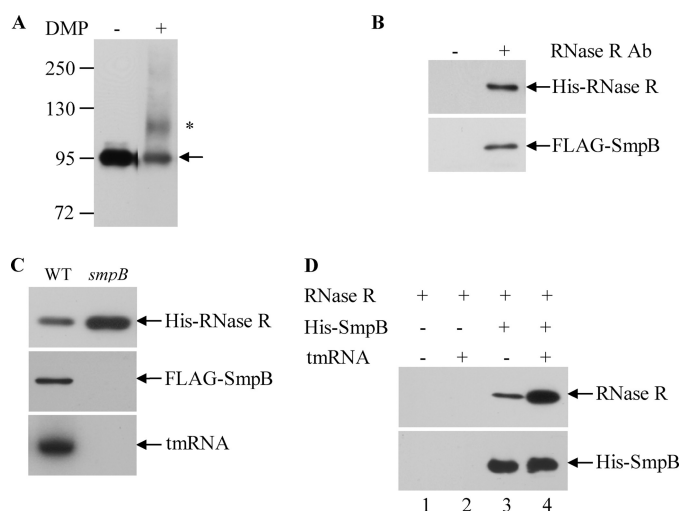 A
DMP - +
250
130
*
95
72
B
- + RNase R Ab
His-RNase R
FLAG-SmpB
C
WT smpB
His-RNase R
FLAG-SmpB
tmRNA
D
RNase R + + + +
His-SmpB - - + +
tmRNA - + - +
RNase R
His-SmpB
1 2 3 4